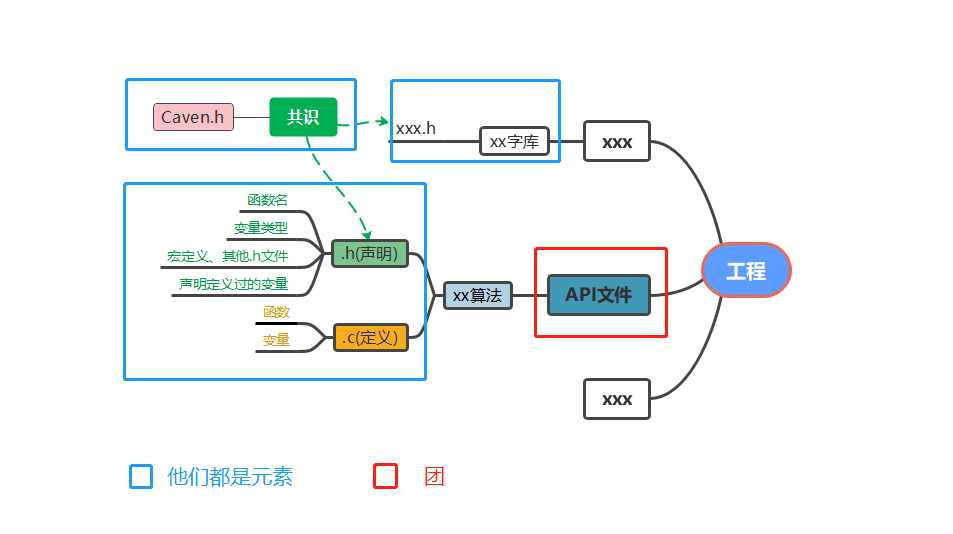 Caven.h
共识
xxx.h
xx字库
xxx
函数名
变量类型
宏定义、其他.h文件
声明定义过的变量
.h(声明)
函数
变量
.c(定义)
xx算法
API文件
工程
xxx
他们都是元素
团